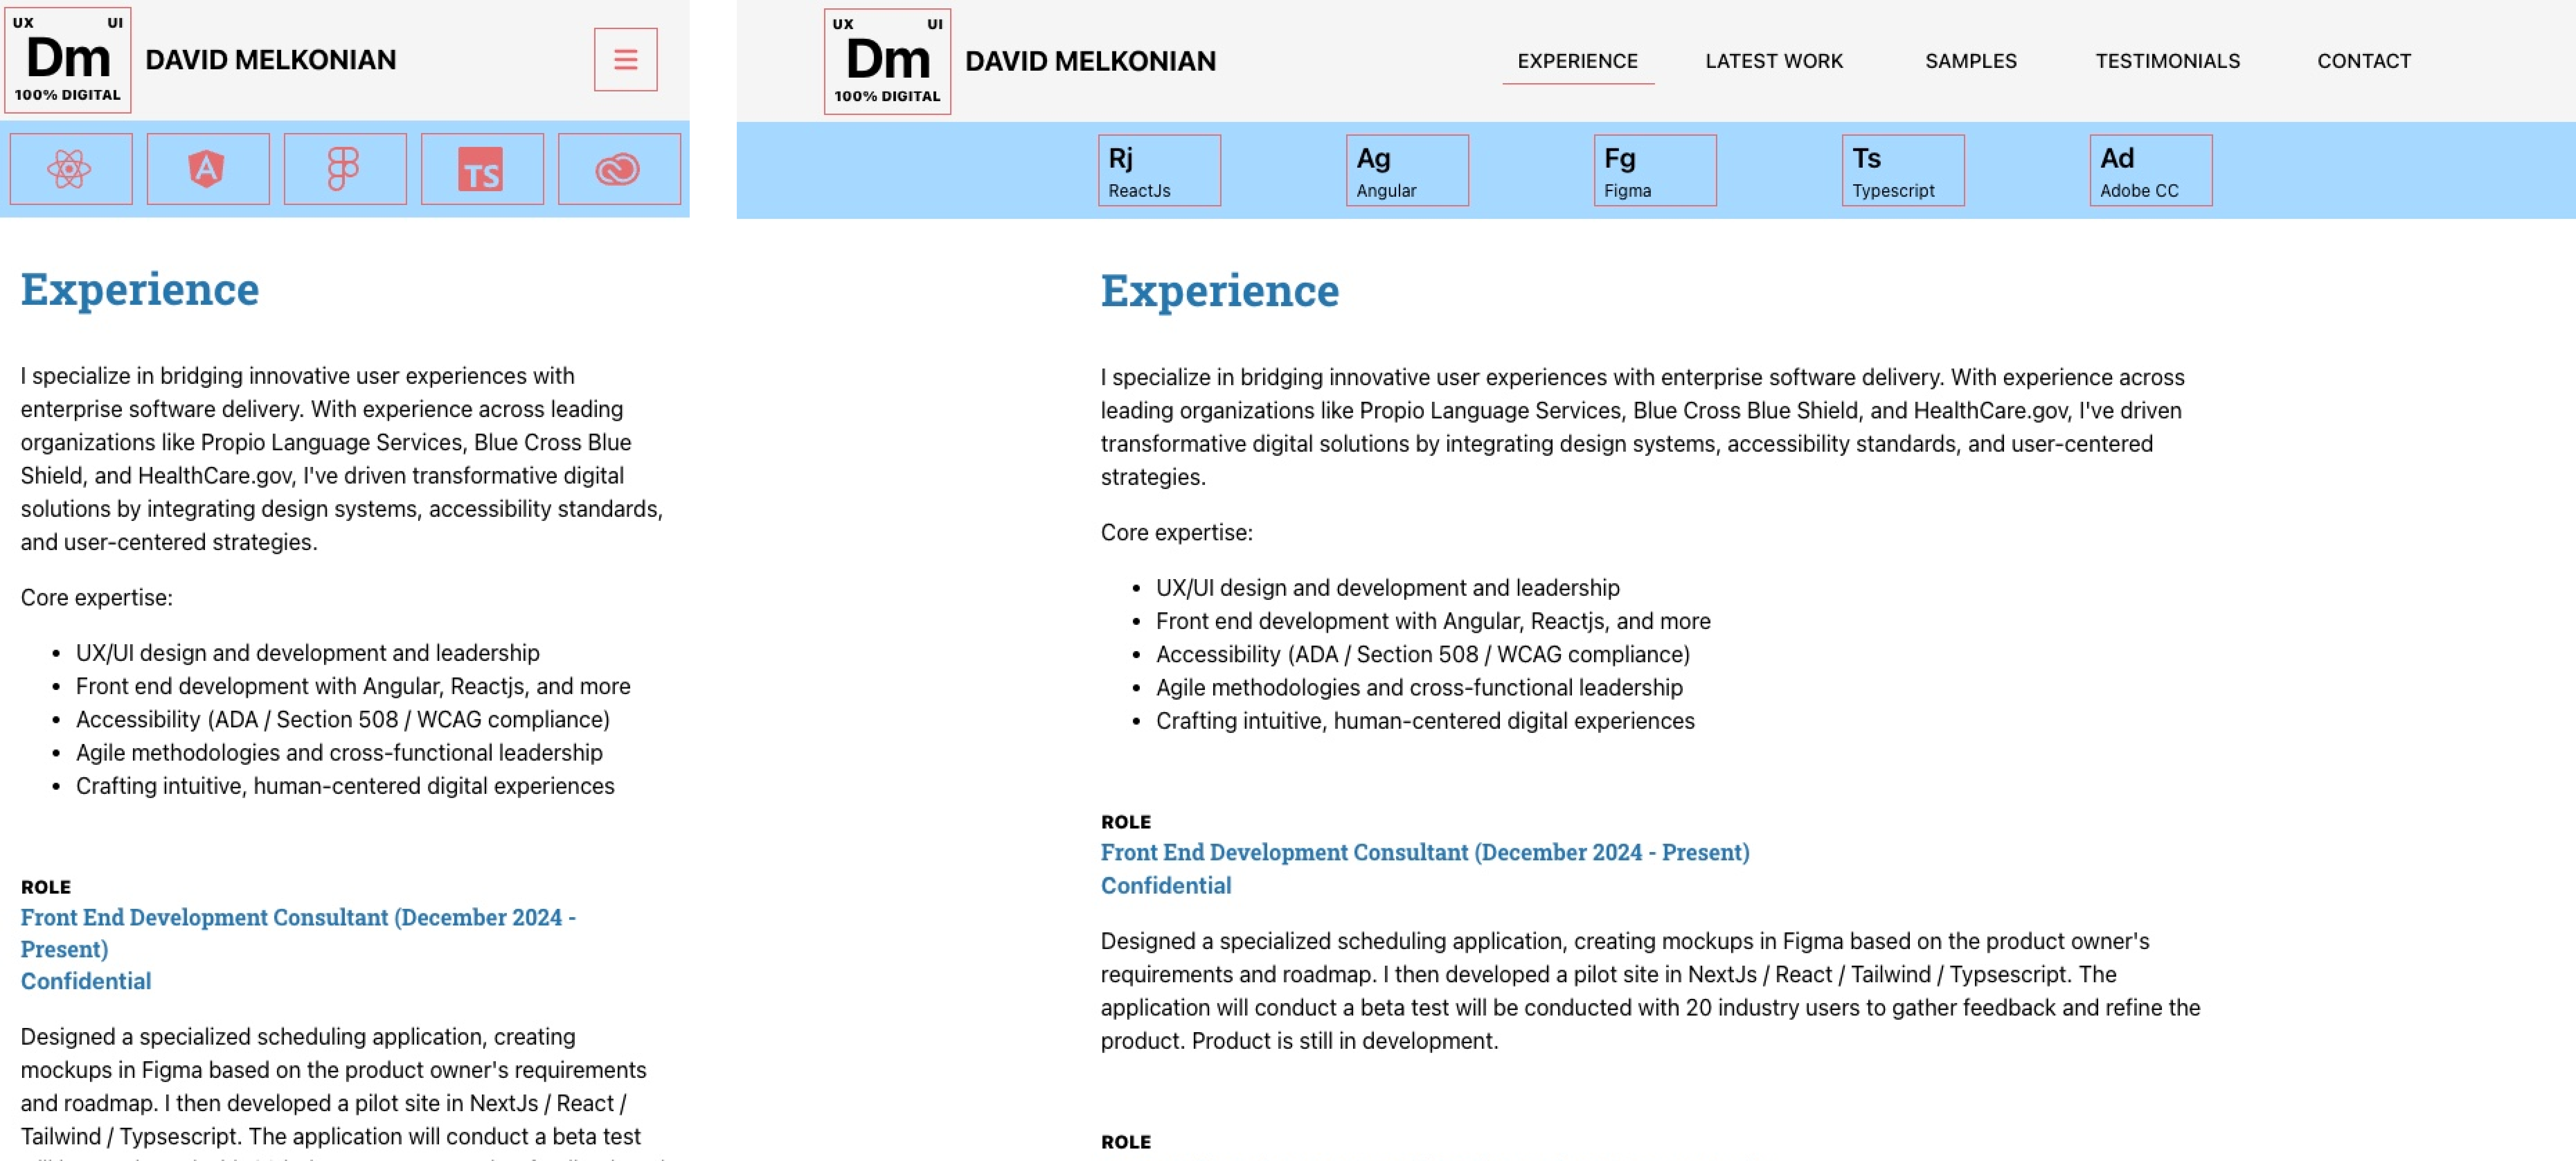 UX UI
Dm
100% DIGITAL
DAVID MELKONIAN
TS
Experience
I specialize in bridging innovative user experiences with
enterprise software delivery. With experience across leading
organizations like Propio Language Services, Blue Cross Blue
Shield, and HealthCare.gov, I've driven transformative digital
solutions by integrating design systems, accessibility standards,
and user-centered strategies.
Core expertise:
• UX/UI design and development and leadership
• Front end development with Angular, Reactjs, and more
• Accessibility (ADA / Section 508 / WCAG compliance)
• Agile methodologies and cross-functional leadership
• Crafting intuitive, human-centered digital experiences
ROLE
Front End Development Consultant (December 2024 -
Present)
Confidential
Designed a specialized scheduling application, creating
mockups in Figma based on the product owner's requirements
and roadmap. I then developed a pilot site in NextJs / React /
Tailwind / Typsescript. The application will conduct a beta test
UX UI
Dm
100% DIGITAL
DAVID MELKONIAN
EXPERIENCE LATEST WORK SAMPLES TESTIMONIALS CONTACT
Rj Ag Fg Ts Ad
ReactJs Angular Figma Typescript Adobe CC
Experience
I specialize in bridging innovative user experiences with enterprise software delivery. With experience across
leading organizations like Propio Language Services, Blue Cross Blue Shield, and HealthCare.gov, I've driven
transformative digital solutions by integrating design systems, accessibility standards, and user-centered
strategies.
Core expertise:
• UX/UI design and development and leadership
• Front end development with Angular, Reactjs, and more
• Accessibility (ADA / Section 508 / WCAG compliance)
• Agile methodologies and cross-functional leadership
• Crafting intuitive, human-centered digital experiences
ROLE
Front End Development Consultant (December 2024 - Present)
Confidential
Designed a specialized scheduling application, creating mockups in Figma based on the product owner's
requirements and roadmap. I then developed a pilot site in NextJs / React / Tailwind / Typsescript. The
application will conduct a beta test will be conducted with 20 industry users to gather feedback and refine the
product. Product is still in development.
ROLE